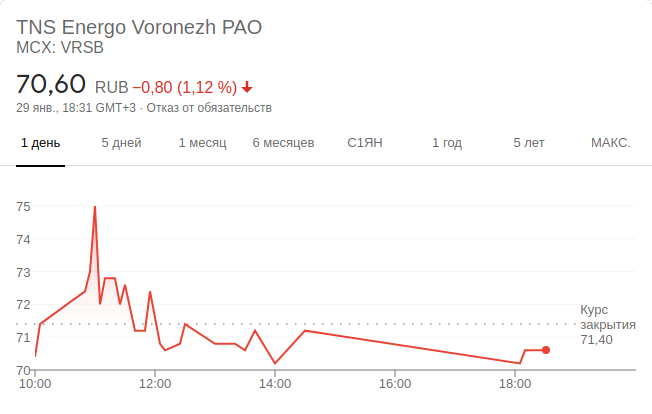 TNS Energo Voronezh PAO
MCX: VRSB
70,60 RUB −0,80 (1,12 %)
29 янв., 18:31 GMT+3 · Отказ от обязательств
1 день 5 дней 1 месяц 6 месяцев С1ЯН 1 год 5 лет МАКС.
75
74
73
72
Курс
закрытия
71,40
71
70
10:00 12:00 14:00 16:00 18:00